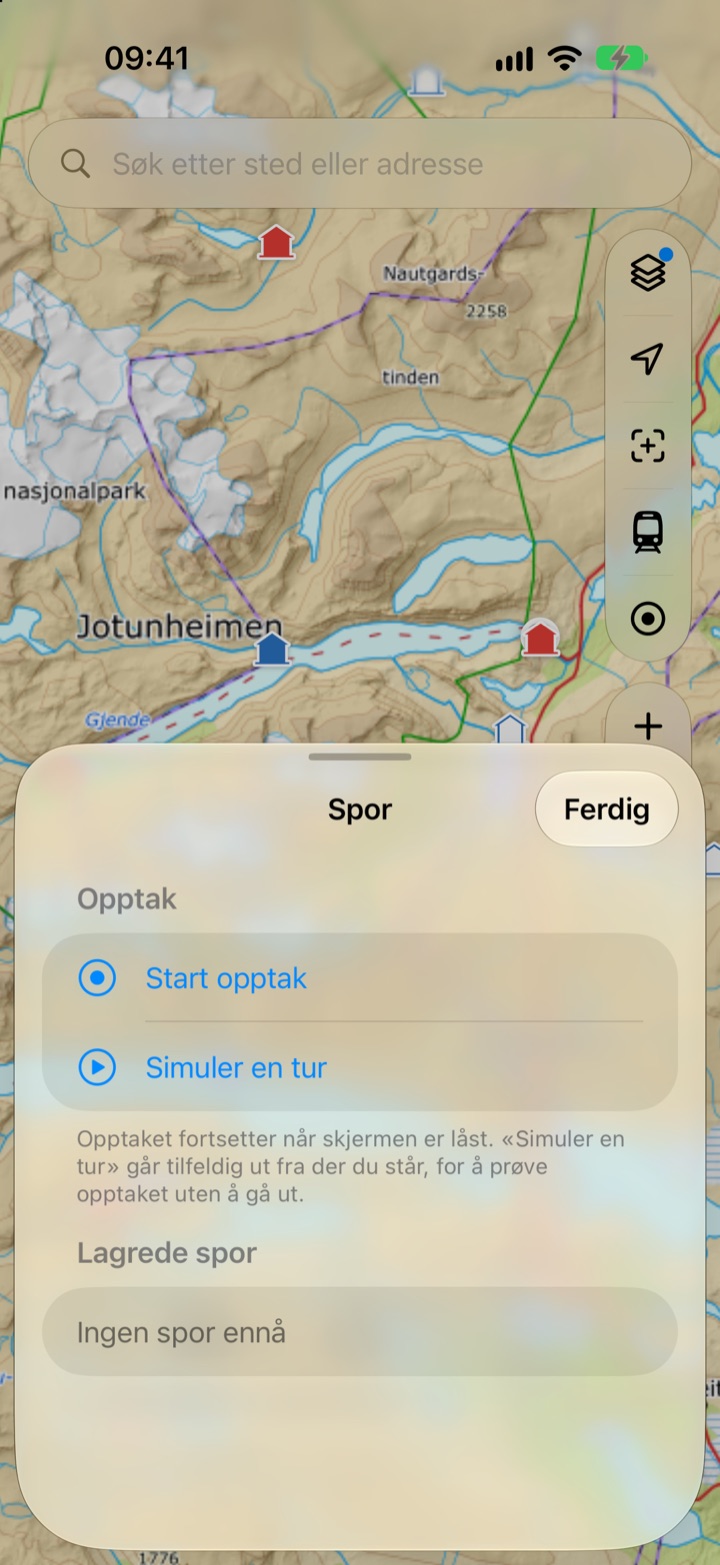 09:41
Søk etter sted eller adresse
Nautgards-
2258
tinden
nasjonalpark
Jotunheimen
Gjende
Spor
Ferdig
Opptak
Start opptak
Simuler en tur
Opptaket fortsetter når skjermen er låst. «Simuler en
tur» går tilfeldig ut fra der du står, for å prøve
opptaket uten å gå ut.
Lagrede spor
Ingen spor ennå
1776